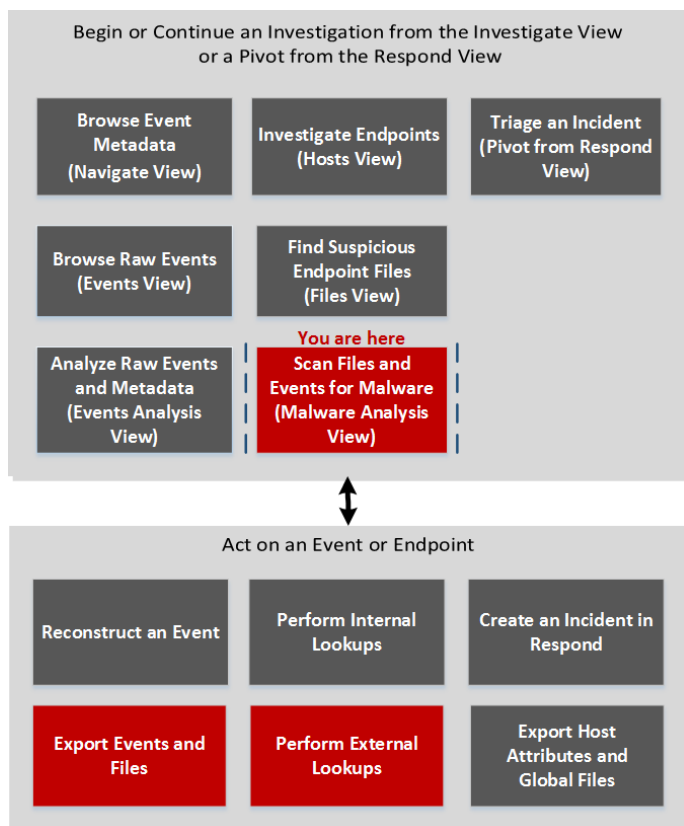 Begin or Continue an Investigation from the Investigate View
or a Pivot from the Respond View
Browse Event
Metadata
(Navigate View)
Investigate Endpoints
(Hosts View)
Triage an Incident
(Pivot from Respond
View)
Browse Raw Events
(Events View)
Find Suspicious
Endpoint Files
(Files View)
Analyze Raw Events
and Metadata
(Events Analysis
View)
You are here
Scan Files and
Events for Malware
(Malware Analysis
View)
Act on an Event or Endpoint
Reconstruct an Event
Perform Internal
Lookups
Create an Incident in
Respond
Export Events and
Files
Perform External
Lookups
Export Host
Attributes and
Global Files